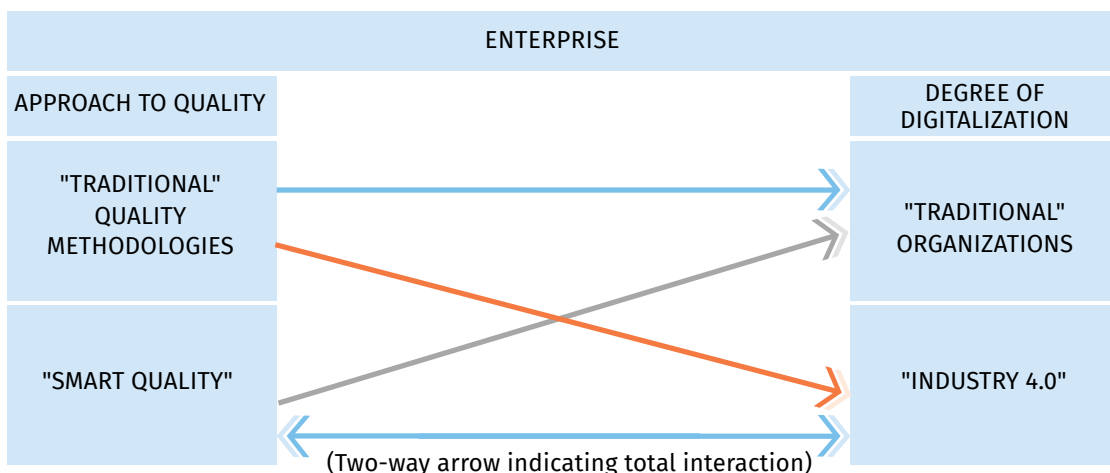 ENTERPRISE
APPROACH TO QUALITY
DEGREE OF
DIGITALIZATION
"TRADITIONAL"
QUALITY
METHODOLOGIES
"TRADITIONAL"
ORGANIZATIONS
"SMART QUALITY"
"INDUSTRY 4.0"
(Two-way arrow indicating total interaction)